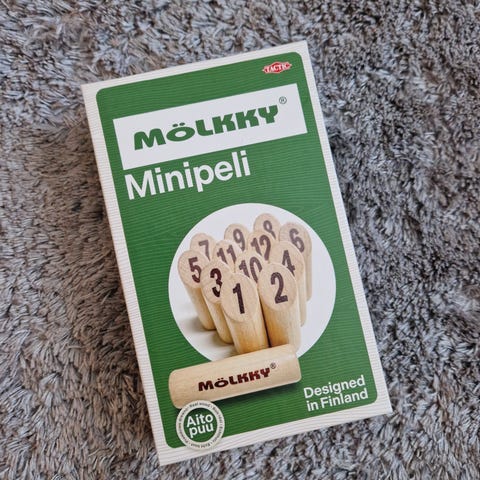 TACTIC
MÖLKKY®
Minipeli
7
9
8
6
5
11
12
3
10
4
1
2
MÖLKKY®
Aito
puu
Designed
in Finland